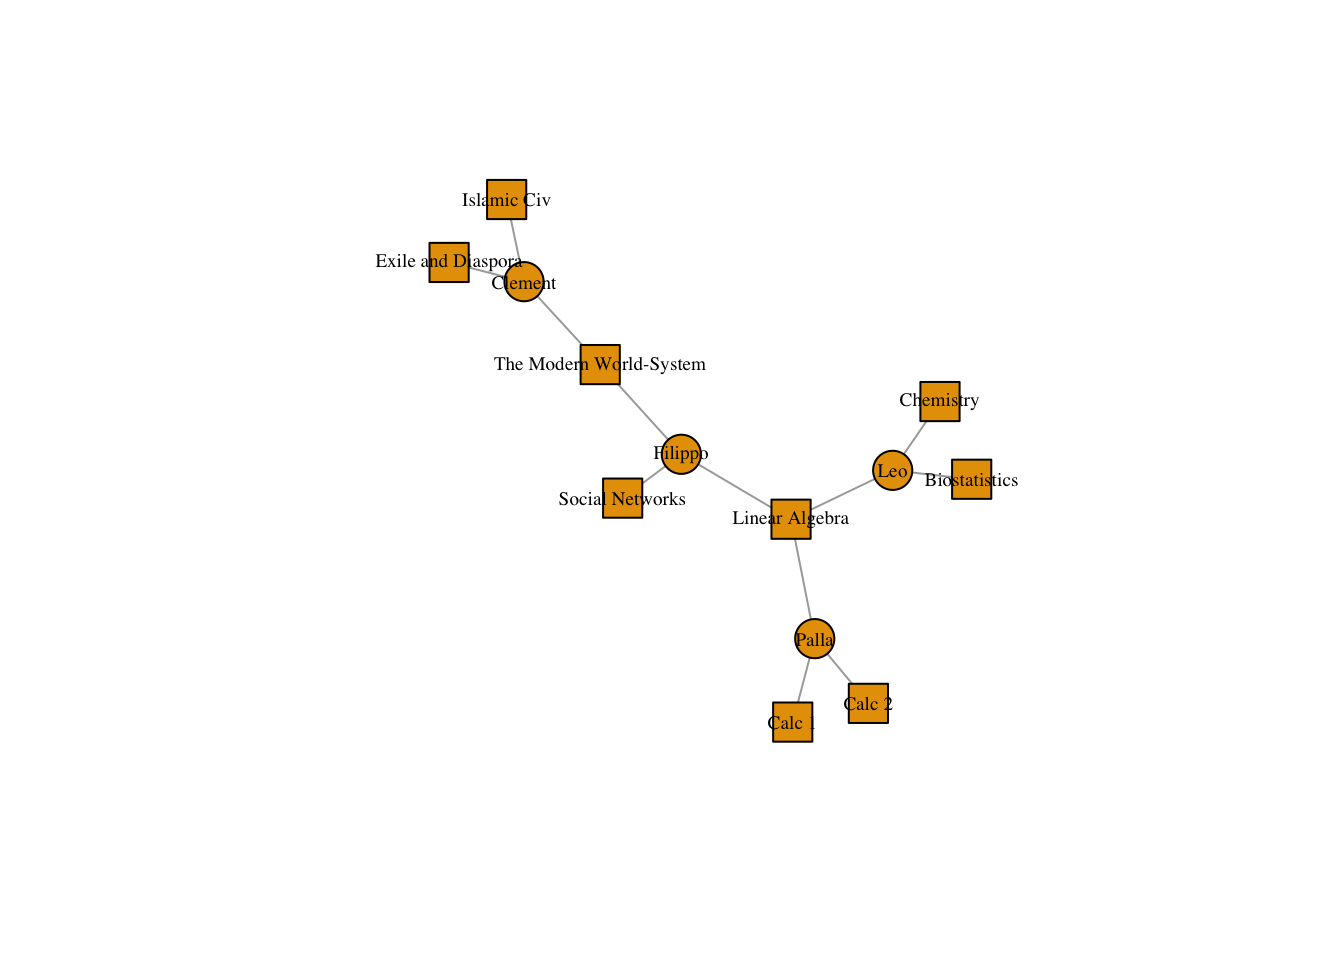 Islamic Civ
Exile and Diaspora
Clement
The Modern World-System
Chemistry
Filippo
Leo
Biostatistics
Social Networks
Linear Algebra
Palla
Calc 2
Calc 1